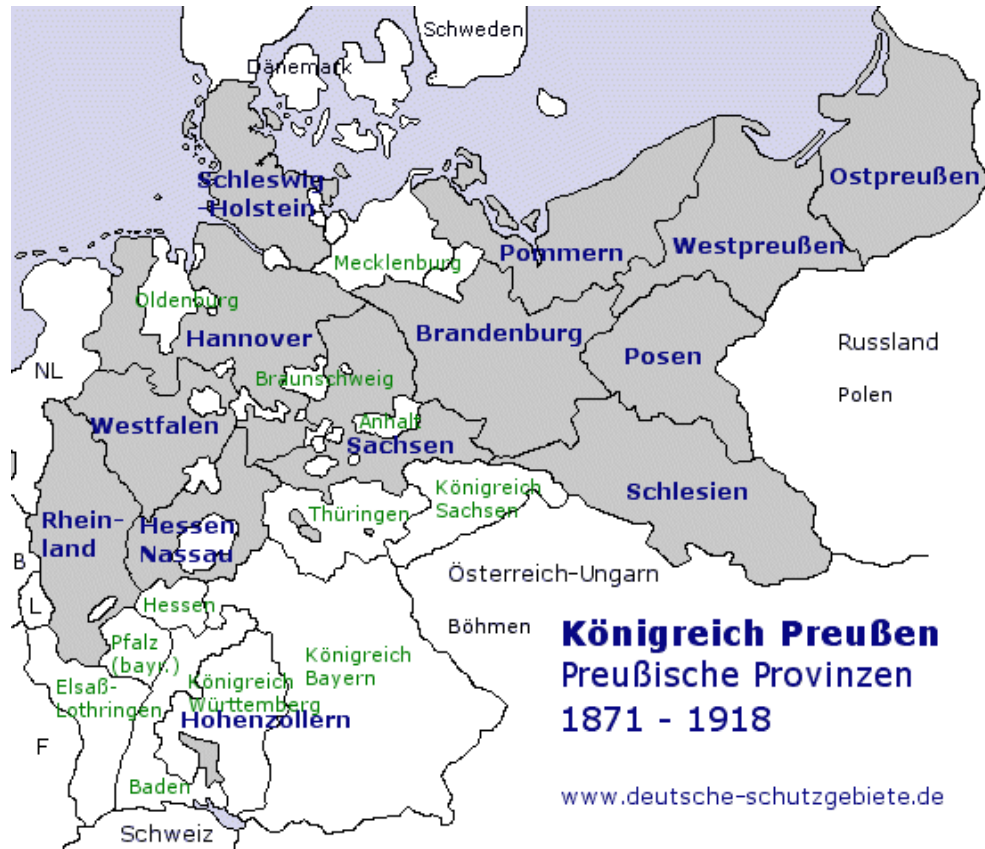 Schweden
Dänemark
Schleswig
-Holstein
Ostpreußen
Westpreußen
Pommern
Mecklenburg
Oldenburg
Hannover
Brandenburg
Posen
Russland
Polen
NL
Braunschweig
Westfalen
Anhalt
Sachsen
Königreich
Sachsen
Schlesien
Thüringen
Rhein-
land
Hessen
Nassau
B
L
Österreich-Ungarn
Böhmen
Hessen
Pfalz
(bayr.)
Elsaß-
Lothringen
Königreich
Württemberg
Königreich
Bayern
Hohenzollern
F
Baden
Schweiz
Königreich Preußen
Preußische Provinzen
1871 - 1918
www.deutsche-schutzgebiete.de